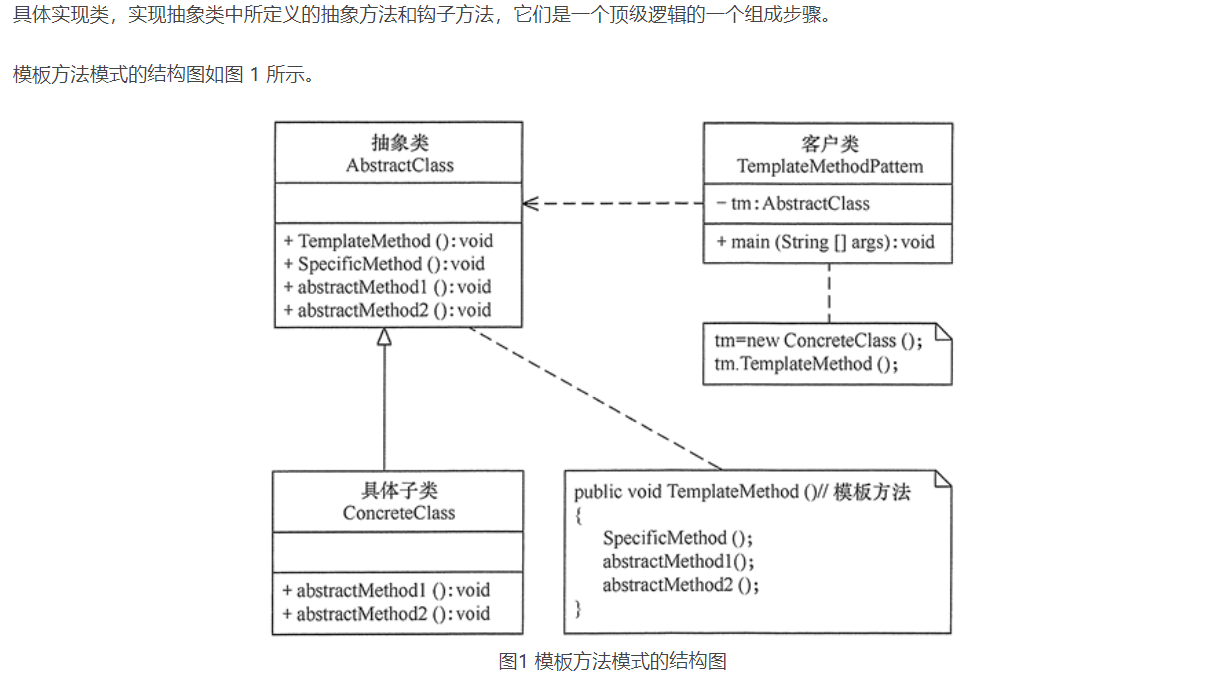 具体实现类，实现抽象类中所定义的抽象方法和钩子方法，它们是一个顶级逻辑的一个组成步骤。
模板方法模式的结构图如图 1 所示。
抽象类
AbstractClass
+ TemplateMethod ():void
+ SpecificMethod ():void
+ abstractMethod1 ():void
+ abstractMethod2 ():void
客户类
TemplateMethodPattem
− tm:AbstractClass
+ main (String [] args):void
tm=new ConcreteClass ();
tm.TemplateMethod ();
具体子类
ConcreteClass
+ abstractMethod1 ():void
+ abstractMethod2 ():void
public void TemplateMethod ()// 模板方法
{
SpecificMethod ();
abstractMethod1();
abstractMethod2 ();
}
图1 模板方法模式的结构图